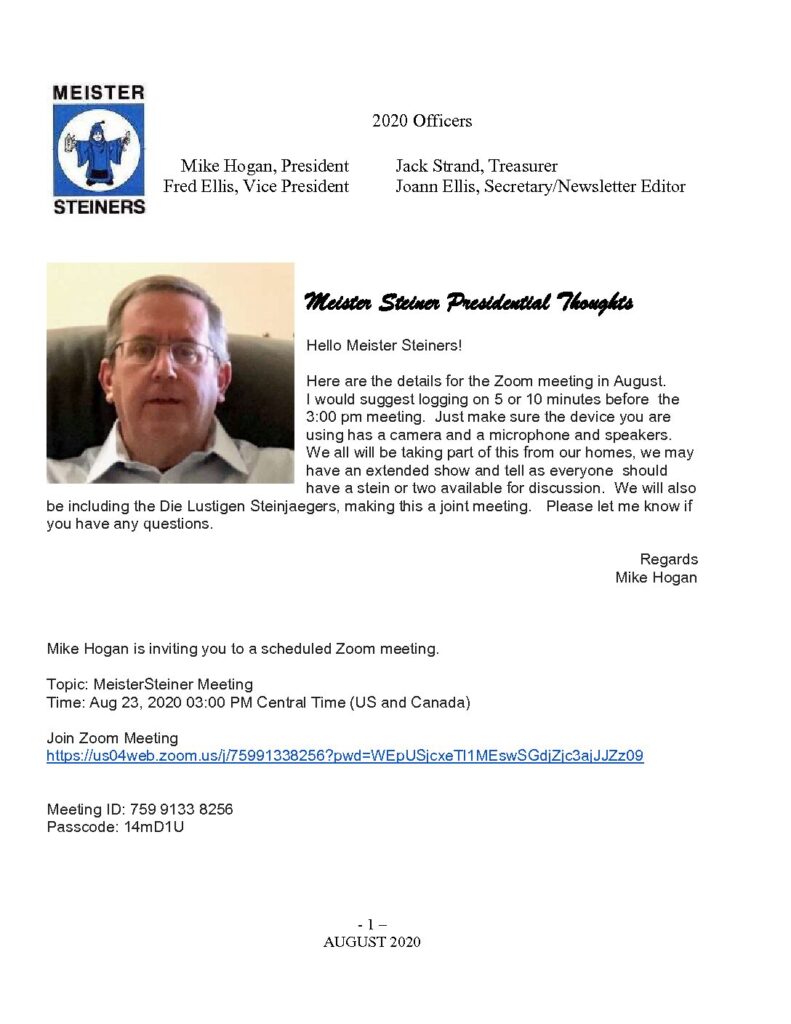 MEISTER
STEINERS
2020 Officers
Mike Hogan, President Jack Strand, Treasurer
Fred Ellis, Vice President Joann Ellis, Secretary/Newsletter Editor
Meister Steiner Presidential Thoughts
Hello Meister Steiners!
Here are the details for the Zoom meeting in August.
I would suggest logging on 5 or 10 minutes before the
3:00 pm meeting. Just make sure the device you are
using has a camera and a microphone and speakers.
We all will be taking part of this from our homes, we may
have an extended show and tell as everyone should
have a stein or two available for discussion. We will also
be including the Die Lustigen Steinjaegers, making this a joint meeting. Please let me know if
you have any questions.
Regards
Mike Hogan
Mike Hogan is inviting you to a scheduled Zoom meeting.
Topic: MeisterSteiner Meeting
Time: Aug 23, 2020 03:00 PM Central Time (US and Canada)
Join Zoom Meeting
https://us04web.zoom.us/j/75991338256?pwd=WEpUSjcxeTl1MEswSGdjZjc3ajJJZz09
Meeting ID: 759 9133 8256
Passcode: 14mD1U
- 1 –
AUGUST 2020